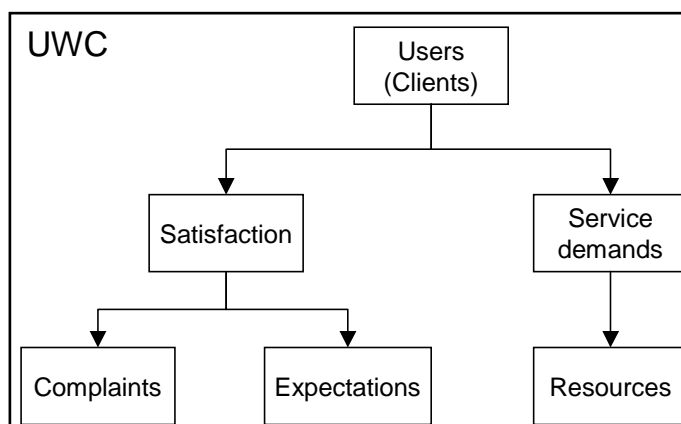 UWC
Users
(Clients)
Satisfaction
Service
demands
Complaints
Expectations
Resources